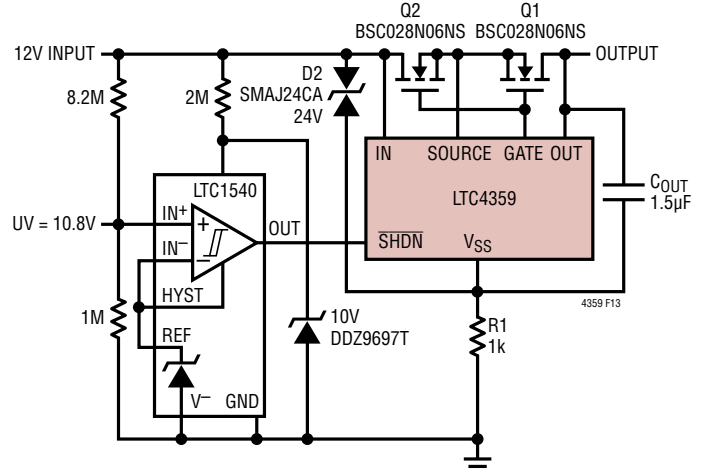 Q2
BSC028N06NS
Q1
BSC028N06NS
12V INPUT
OUTPUT
8.2M
2M
D2
SMAJ24CA
24V
IN
SOURCE
GATE
OUT
LTC4359
SHDN
VSS
COUT
1.5µF
LTC1540
UV = 10.8V
IN+
+
IN–
–
OUT
HYST
1M
REF
V–
GND
10V
DDZ9697T
R1
1k
4359 F13